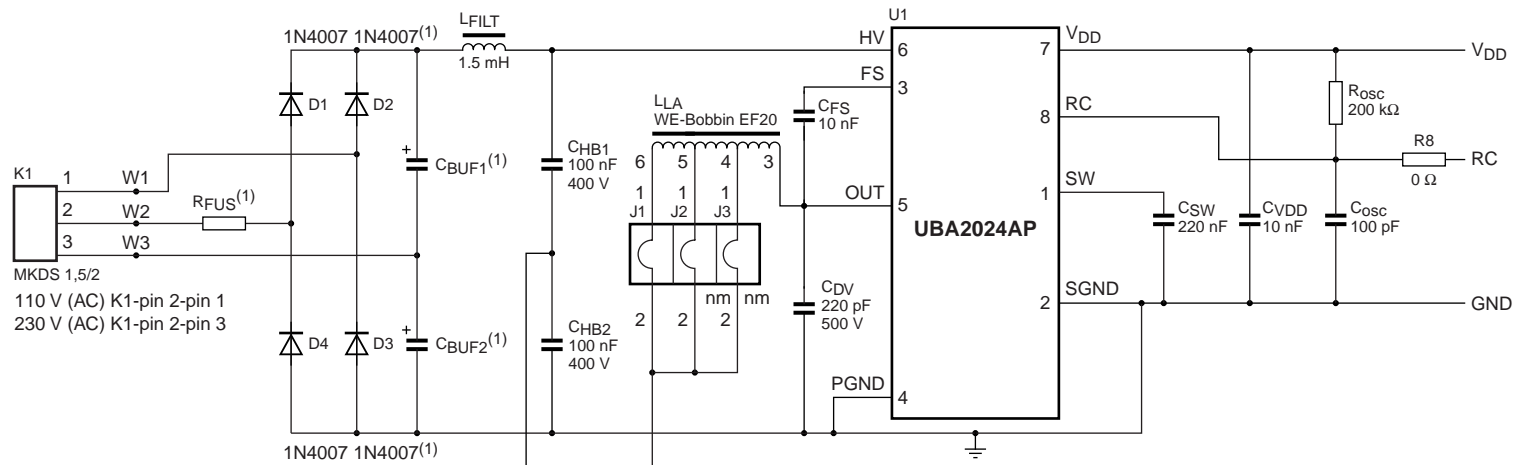 U1
LFILT
1N4007 1N4007(1)
1.5 mH
HV
6
7
VDD
VDD
FS
3
D1
D2
LLA
WE-Bobbin EF20
CFS
10 nF
RC
8
Rosc
200 kΩ
CHB1
100 nF
400 V
+
CBUF1(1)
6
5
4
3
R8
RC
0 Ω
K1
1
W1
2
W2
RFUS(1)
3
W3
1
1
1
J1
J2
J3
OUT
5
UBA2024AP
SW
1
CSW
220 nF
CVDD
10 nF
Cosc
100 pF
MKDS 1,5/2
110 V (AC) K1-pin 2-pin 1
230 V (AC) K1-pin 2-pin 3
nm
nm
CDV
220 pF
500 V
SGND
2
GND
D4
D3
+
CBUF2(1)
CHB2
100 nF
400 V
2
2
2
PGND
4
1N4007 1N4007(1)